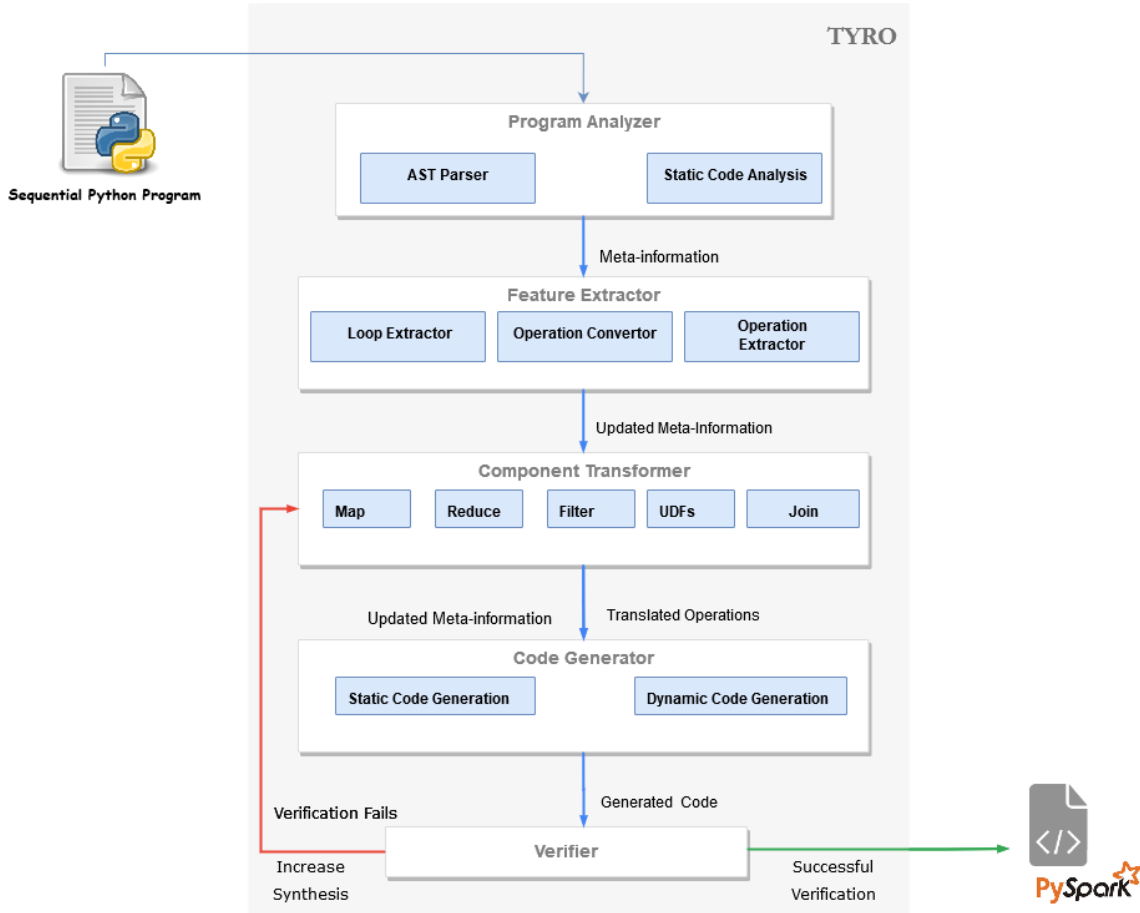 TYRO
Sequential Python Program
Program Analyzer
AST Parser
Static Code Analysis
Meta-information
Feature Extractor
Loop Extractor
Operation Convertor
Operation
Extractor
Updated Meta-Information
Component Transformer
Map
Reduce
Filter
UDFs
Join
Updated Meta-information
Translated Operations
Code Generator
Static Code Generation
Dynamic Code Generation
Generated Code
Verification Fails
Verifier
Increase
Synthesis
Successful
Verification
</>
PySpark